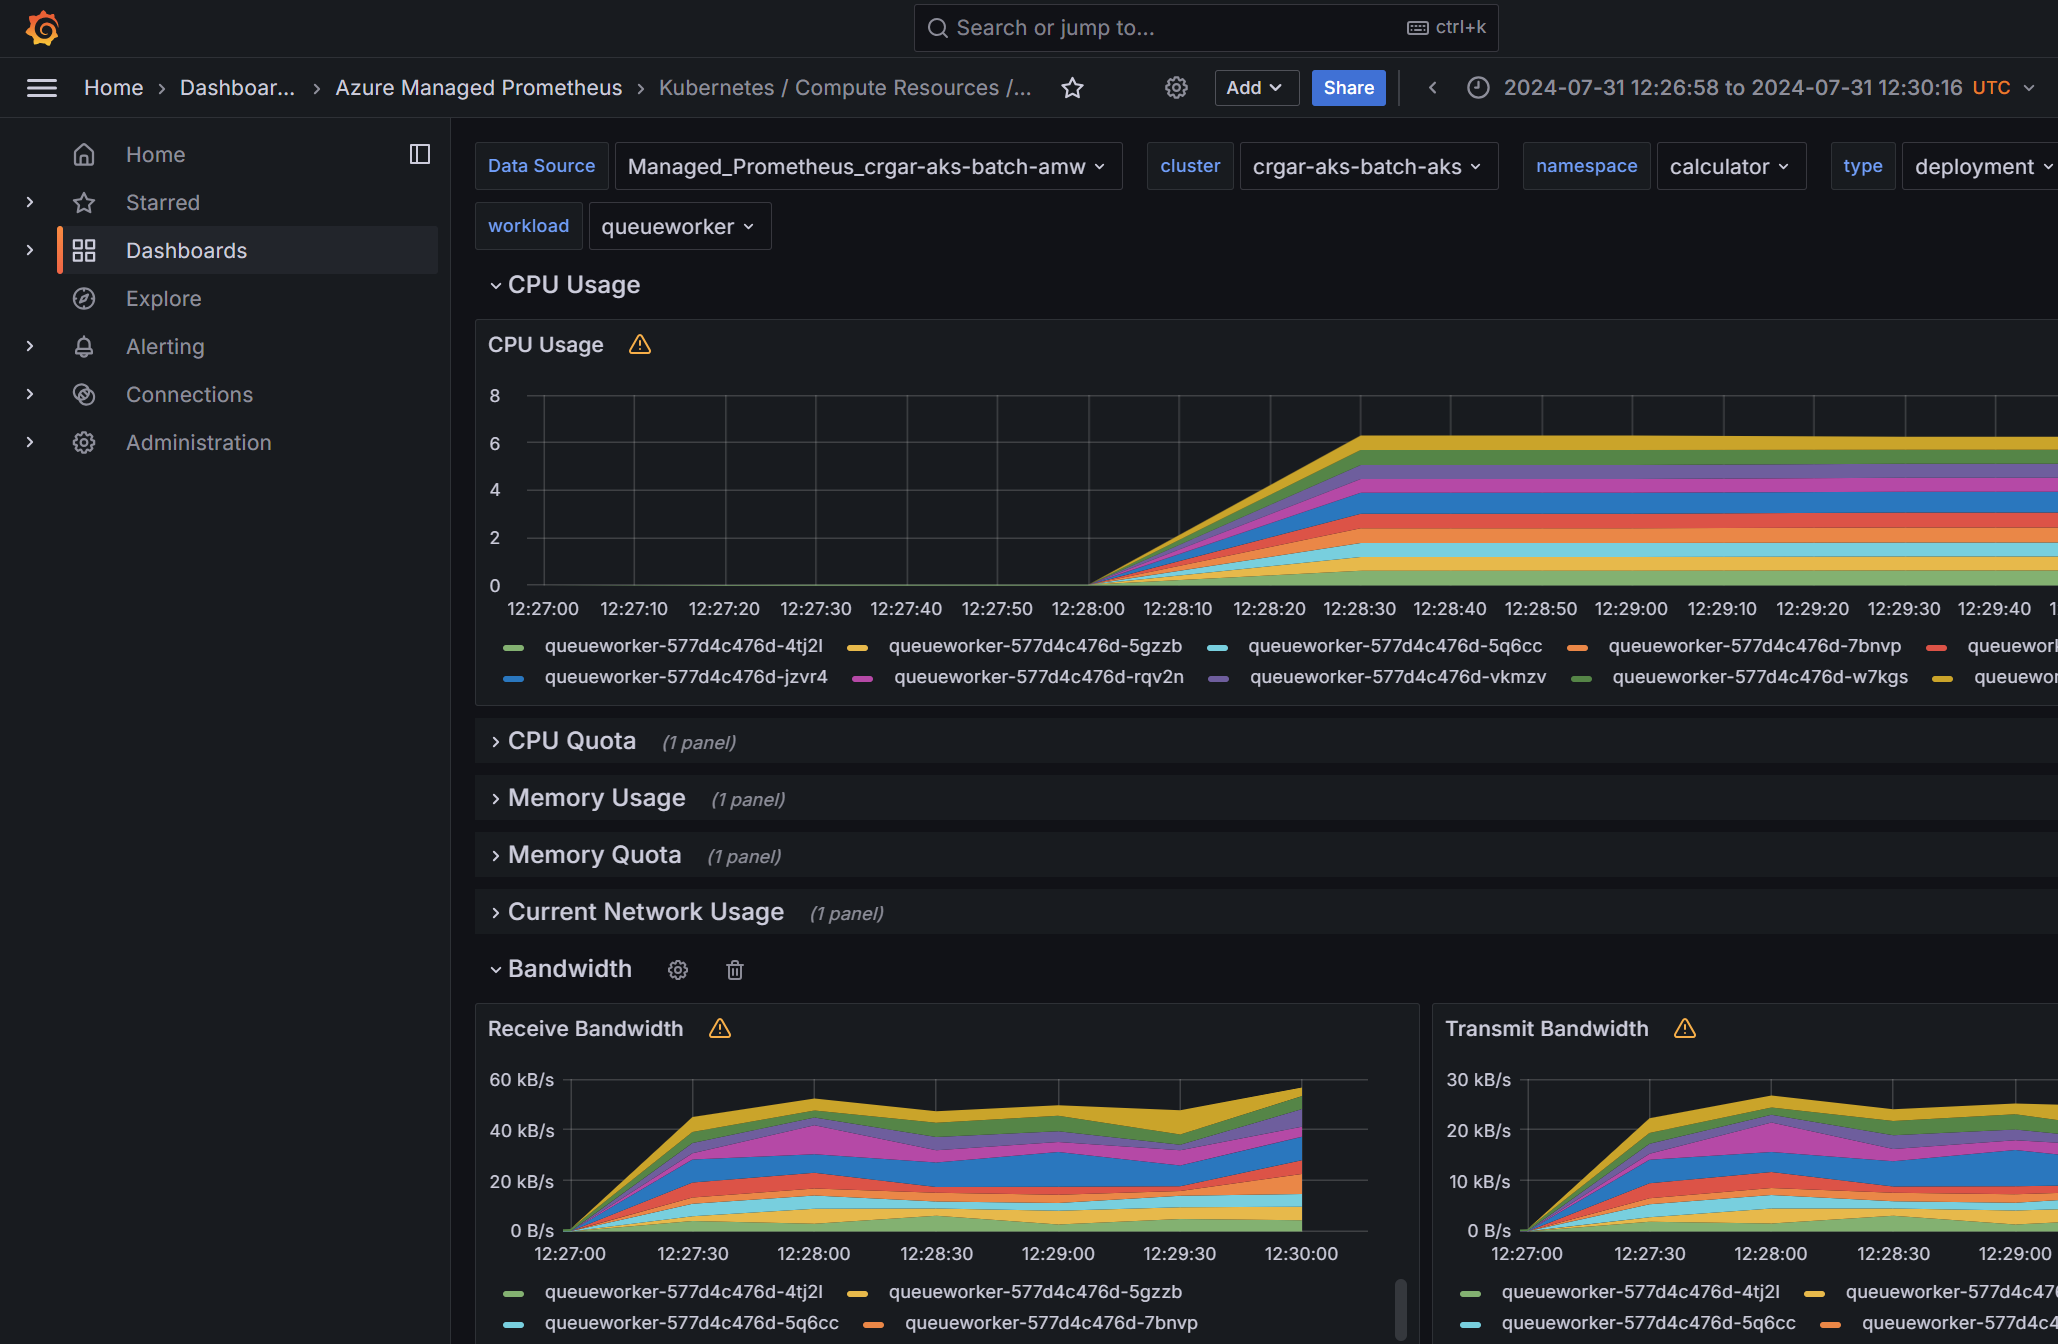 Search or jump to...
ctrl+k
Home › Dashboar... › Azure Managed Prometheus › Kubernetes / Compute Resources /...
Add
Share
2024-07-31 12:26:58 to 2024-07-31 12:30:16 UTC
Home
Starred
Dashboards
Explore
Alerting
Connections
Administration
Data Source Managed_Prometheus_crgar-aks-batch-amw cluster crgar-aks-batch-aks namespace calculator type deployment
workload queueworker
CPU Usage
CPU Usage
8
6
4
2
0
12:27:00 12:27:10 12:27:20 12:27:30 12:27:40 12:27:50 12:28:00 12:28:10 12:28:20 12:28:30 12:28:40 12:28:50 12:29:00 12:29:10 12:29:20 12:29:30 12:29:40 1
queueworker-577d4c476d-4tj2l queueworker-577d4c476d-5gzzb queueworker-577d4c476d-5q6cc queueworker-577d4c476d-7bnvp queuework
queueworker-577d4c476d-jzvr4 queueworker-577d4c476d-rqv2n queueworker-577d4c476d-vkmzv queueworker-577d4c476d-w7kgs queuewor
CPU Quota (1 panel)
Memory Usage (1 panel)
Memory Quota (1 panel)
Current Network Usage (1 panel)
Bandwidth
Receive Bandwidth
60 kB/s
40 kB/s
20 kB/s
0 B/s
12:27:00 12:27:30 12:28:00 12:28:30 12:29:00 12:29:30 12:30:00
queueworker-577d4c476d-4tj2l queueworker-577d4c476d-5gzzb
queueworker-577d4c476d-5q6cc queueworker-577d4c476d-7bnvp
Transmit Bandwidth
30 kB/s
20 kB/s
10 kB/s
0 B/s
12:27:00 12:27:30 12:28:00 12:28:30 12:29:00
queueworker-577d4c476d-4tj2l queueworker-577d4c476
queueworker-577d4c476d-5q6cc queueworker-577d4c4